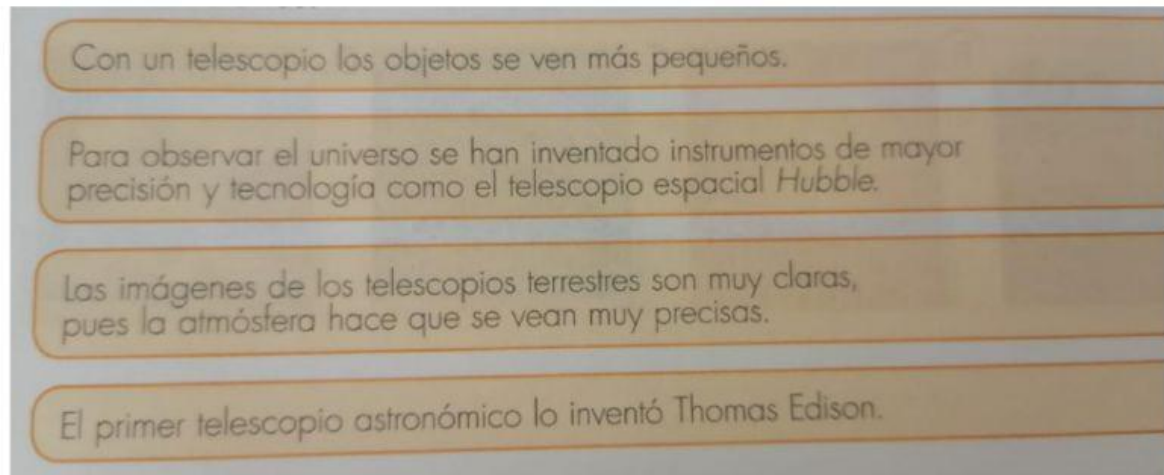 Con un telescopio los objetos se ven más pequeños.
Para observar el universo se han inventado instrumentos de mayor
precisión y tecnología como el telescopio espacial Hubble.
Las imágenes de los telescopios terrestres son muy claras,
pues la atmósfera hace que se vean muy precisas.
El primer telescopio astronómico lo inventó Thomas Edison.